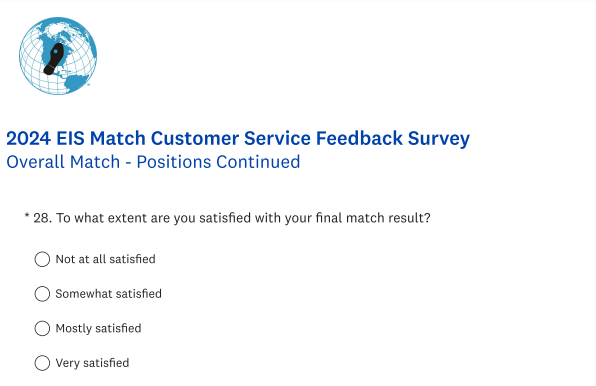 2024 EIS Match Customer Service Feedback Survey
Overall Match - Positions Continued
* 28. To what extent are you satisfied with your final match result?
Not at all satisfied
Somewhat satisfied
Mostly satisfied
Very satisfied